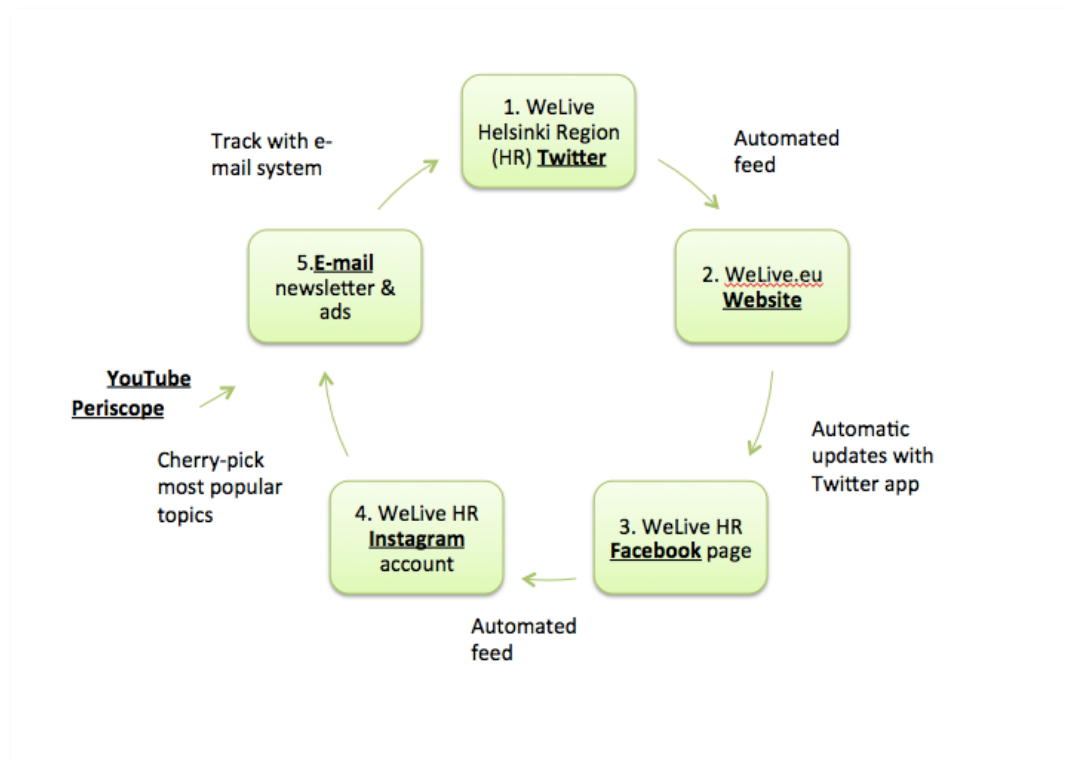 1. WeLive
Helsinki Region
(HR) Twitter
Automated
feed
2. WeLive.eu
Website
Automatic
updates with
Twitter app
3. WeLive HR
Facebook page
Automated
feed
4. WeLive HR
Instagram
account
Cherry-pick
most popular
topics
YouTube
Periscope
5.E-mail
newsletter &
ads
Track with e-
mail system